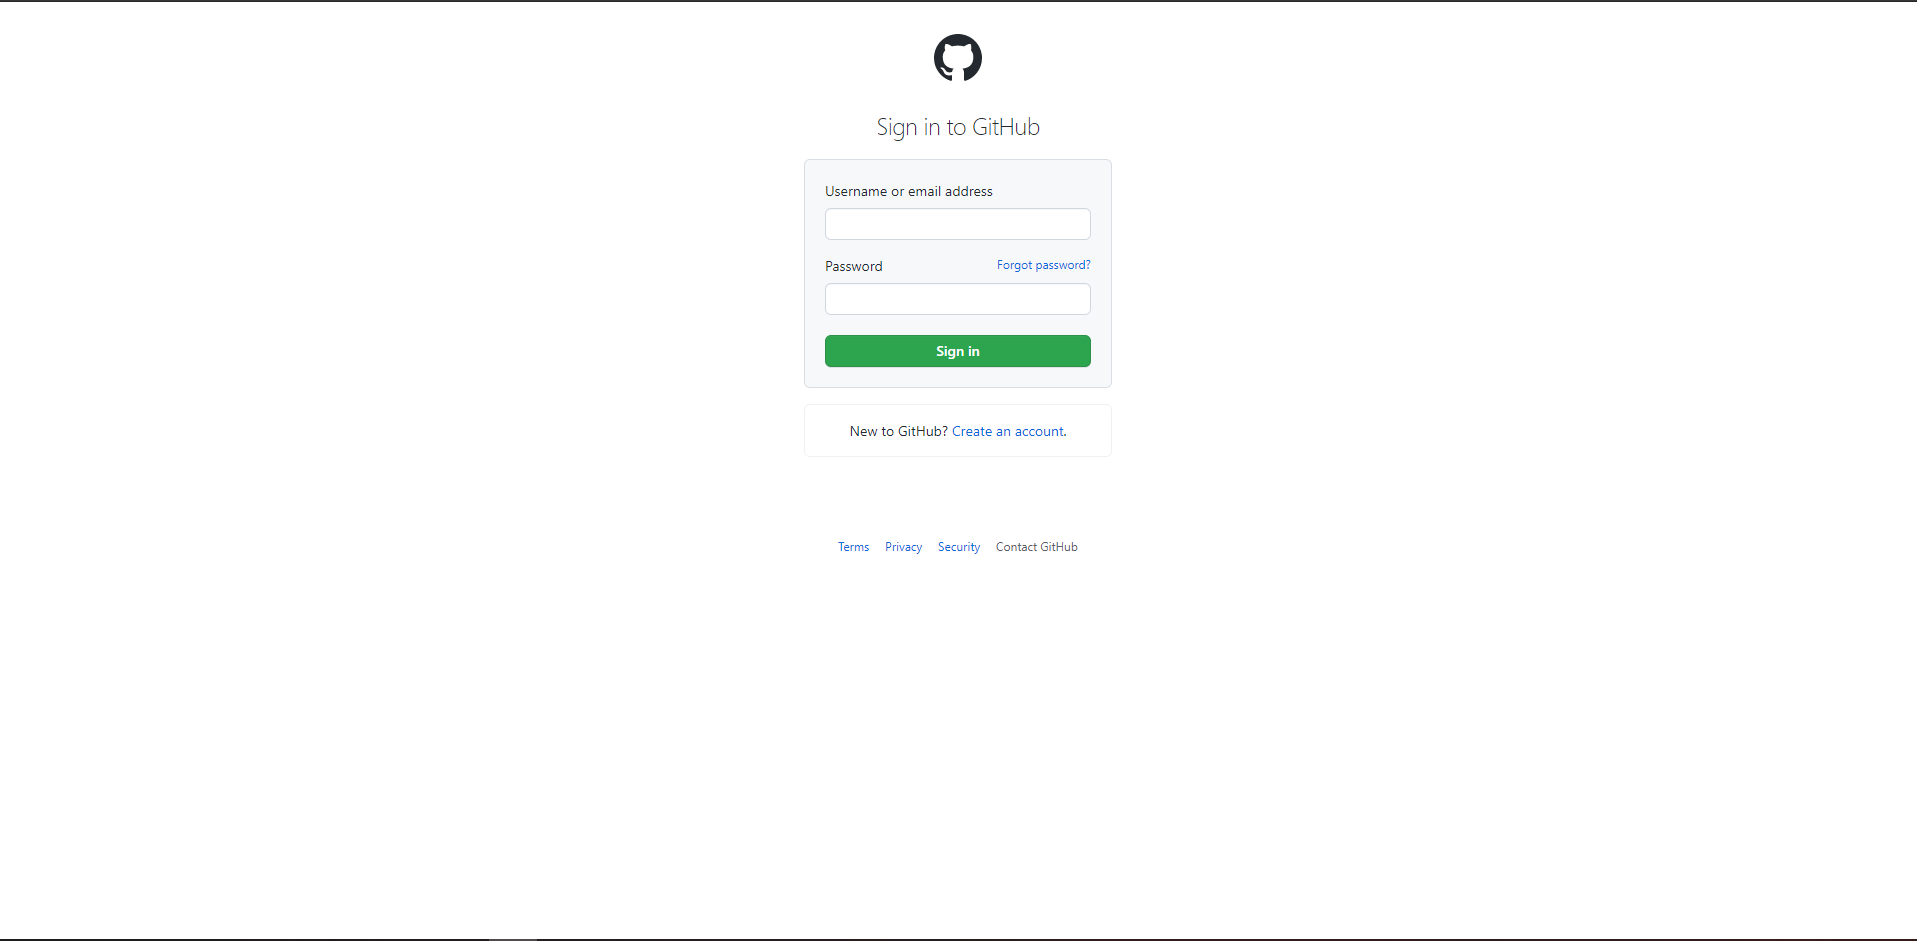 Sign in to GitHub
Username or email address
Password Forgot password?
Sign in
New to GitHub? Create an account.
Terms Privacy Security Contact GitHub